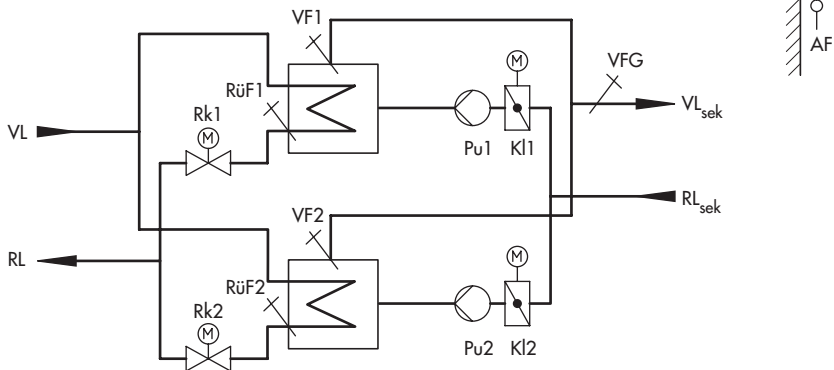 VF1
M
VFG
AF
RüF1
VL
Rk1
M
VLsek
Pu1
Kl1
VF2
RLsek
M
RL
RüF2
Rk2
M
Pu2
Kl2